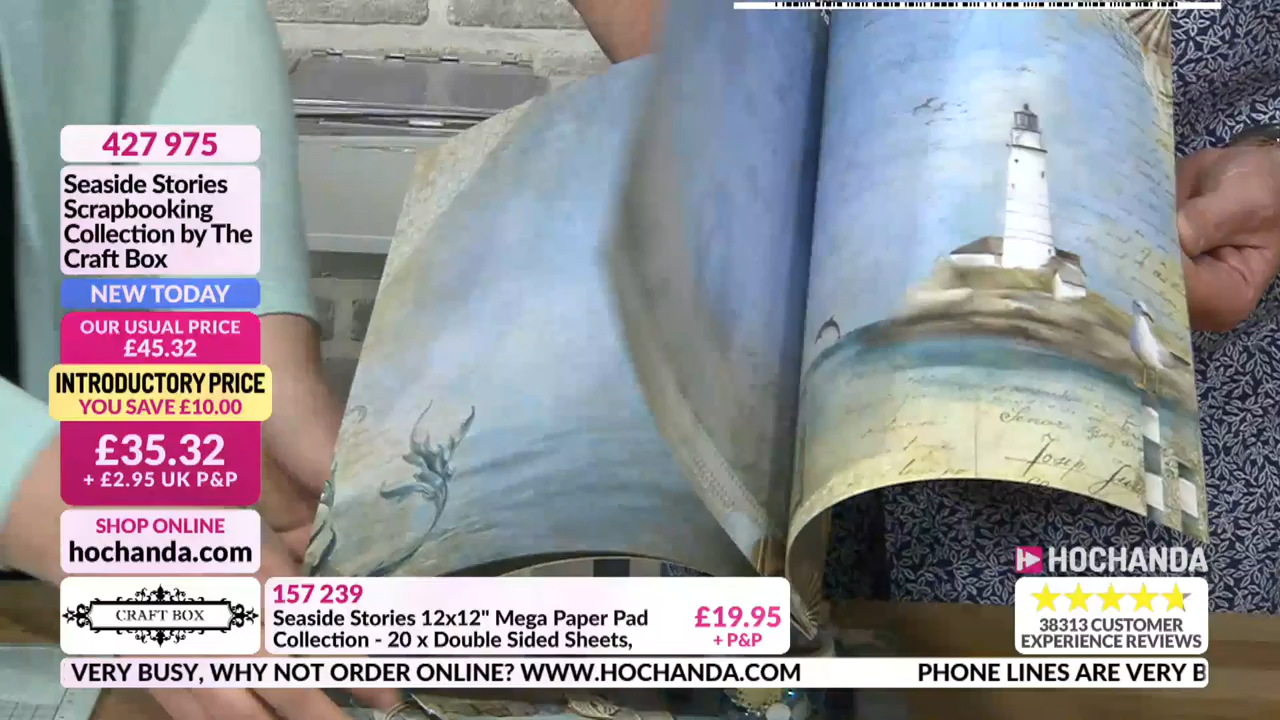 427 975
Seaside Stories
Scrapbooking
Collection by The
Craft Box
NEW TODAY
OUR USUAL PRICE
£45.32
INTRODUCTORY PRICE
YOU SAVE £10.00
£35.32
+ £2.95 UK P&P
SHOP ONLINE
hochanda.com
CRAFT BOX
157 239
Seaside Stories 12x12" Mega Paper Pad
Collection - 20 x Double Sided Sheets,
£19.95
+ P&P
HOCHANDA
38313 CUSTOMER
EXPERIENCE REVIEWS
VERY BUSY, WHY NOT ORDER ONLINE? WWW.HOCHANDA.COM
PHONE LINES ARE VERY B